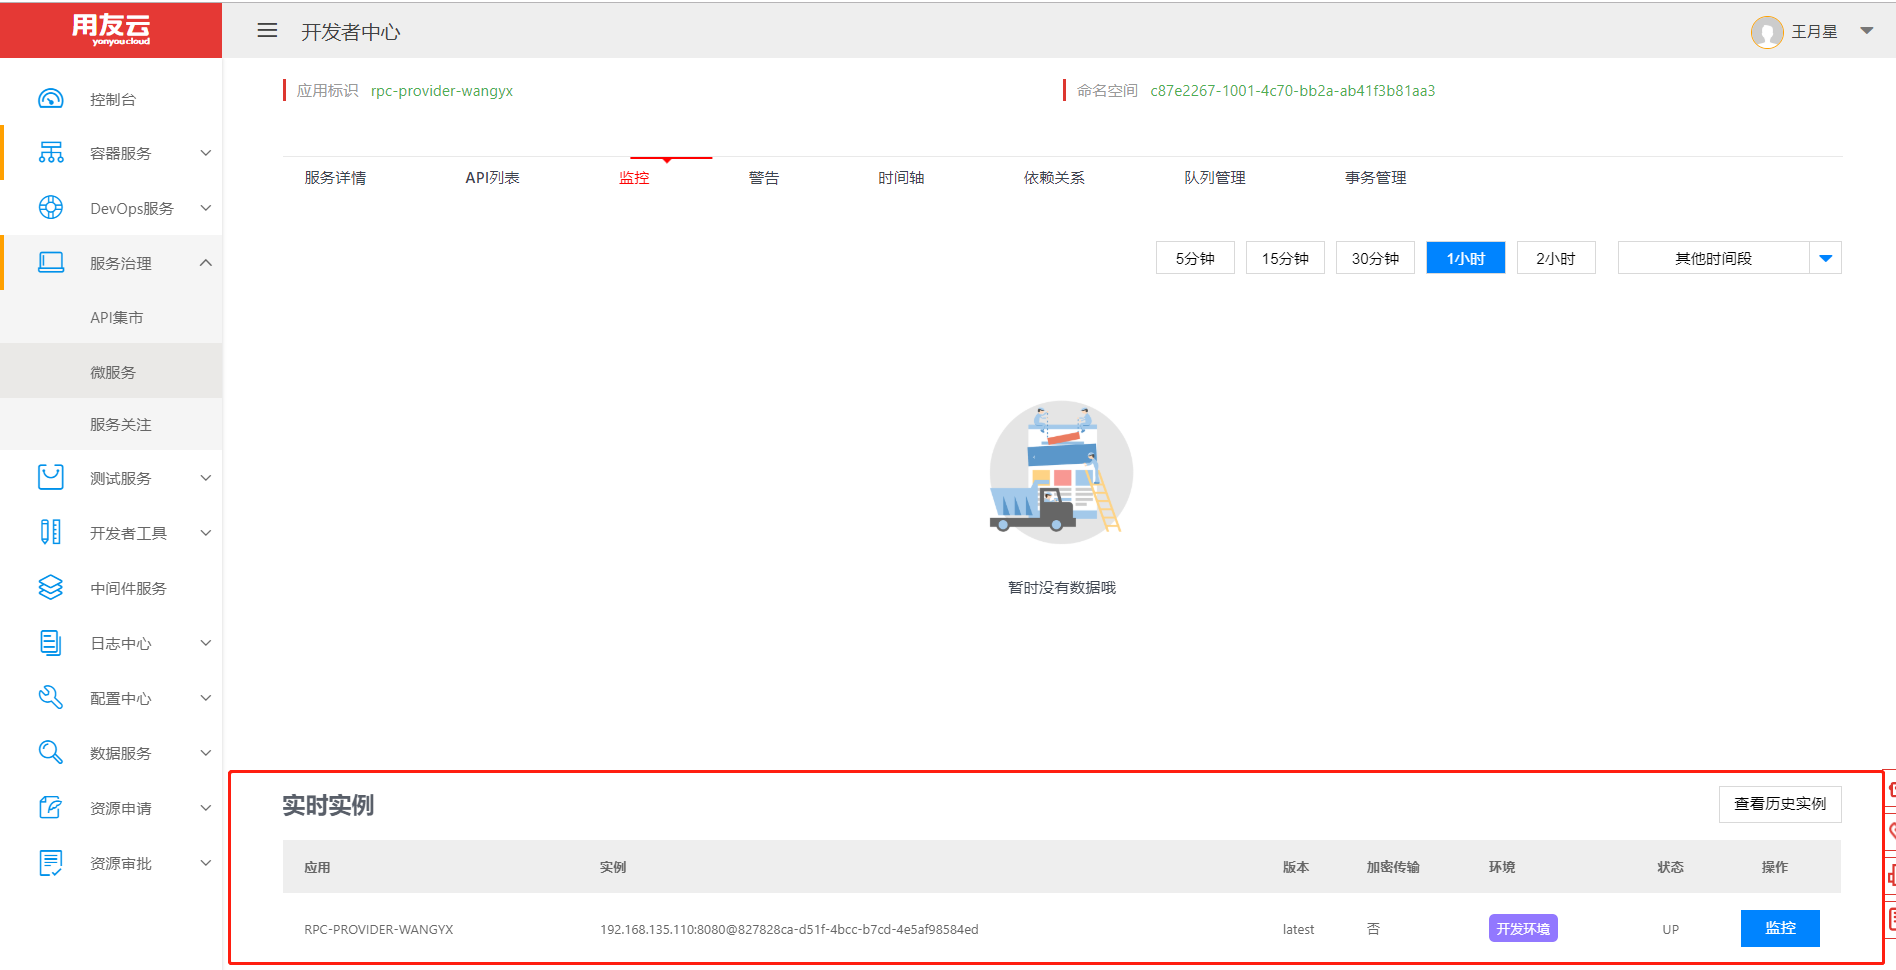 用友云
yonyou cloud
开发者中心
王月星
控制台
容器服务
DevOps服务
服务治理
API集市
微服务
服务关注
测试服务
开发者工具
中间件服务
日志中心
配置中心
数据服务
资源申请
资源审批
应用标识 rpc-provider-wangyx
命名空间 c87e2267-1001-4c70-bb2a-ab41f3b81aa3
服务详情 API列表 监控 警告 时间轴 依赖关系 队列管理 事务管理
5分钟 15分钟 30分钟 1小时 2小时 其他时间段
暂时没有数据哦
实时实例
查看历史实例
应用 实例 版本 加密传输 环境 状态 操作
RPC-PROVIDER-WANGYX 192.168.135.110:8080@827828ca-d51f-4bcc-b7cd-4e5af98584ed latest 否 开发环境 UP 监控